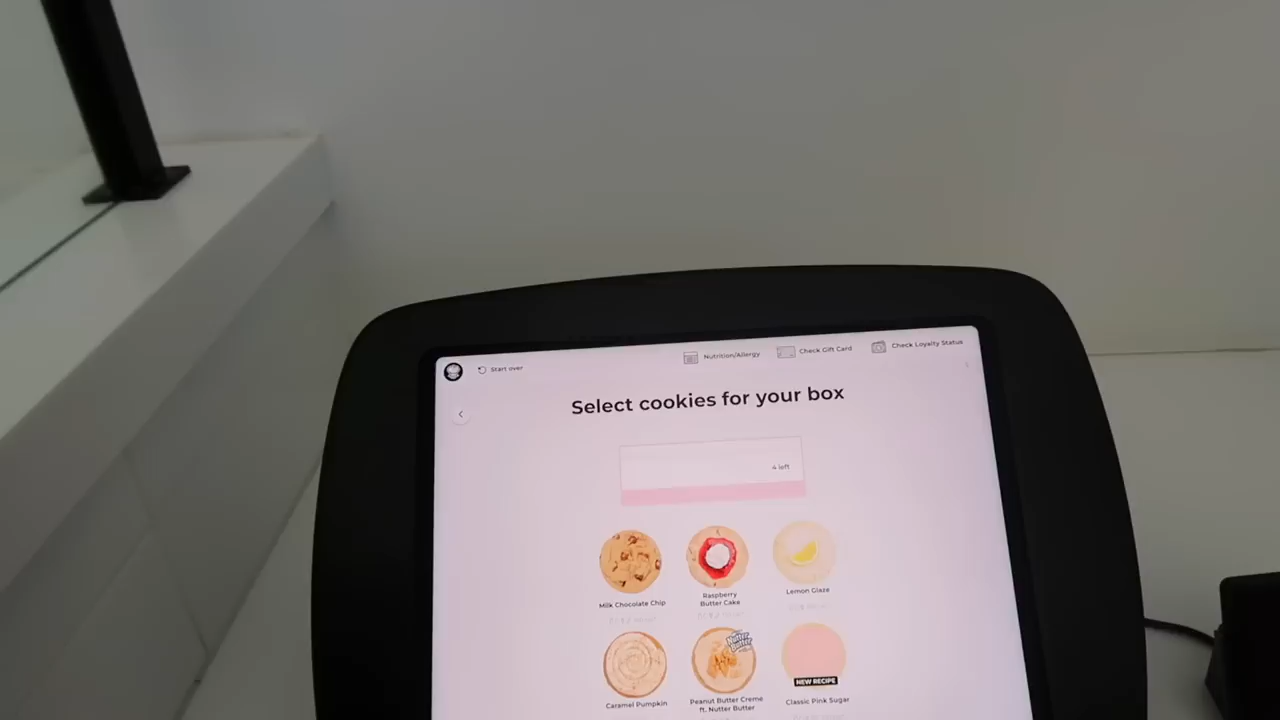 Start over
Nutrition/Allergy
Check Gift Card
Check Loyalty Status
Select cookies for your box
4 left
Milk Chocolate Chip
Raspberry
Butter Cake
Lemon Glaze
Nutter
Butter
NEW RECIPE
Caramel Pumpkin
Peanut Butter Creme
ft. Nutter Butter
Classic Pink Sugar